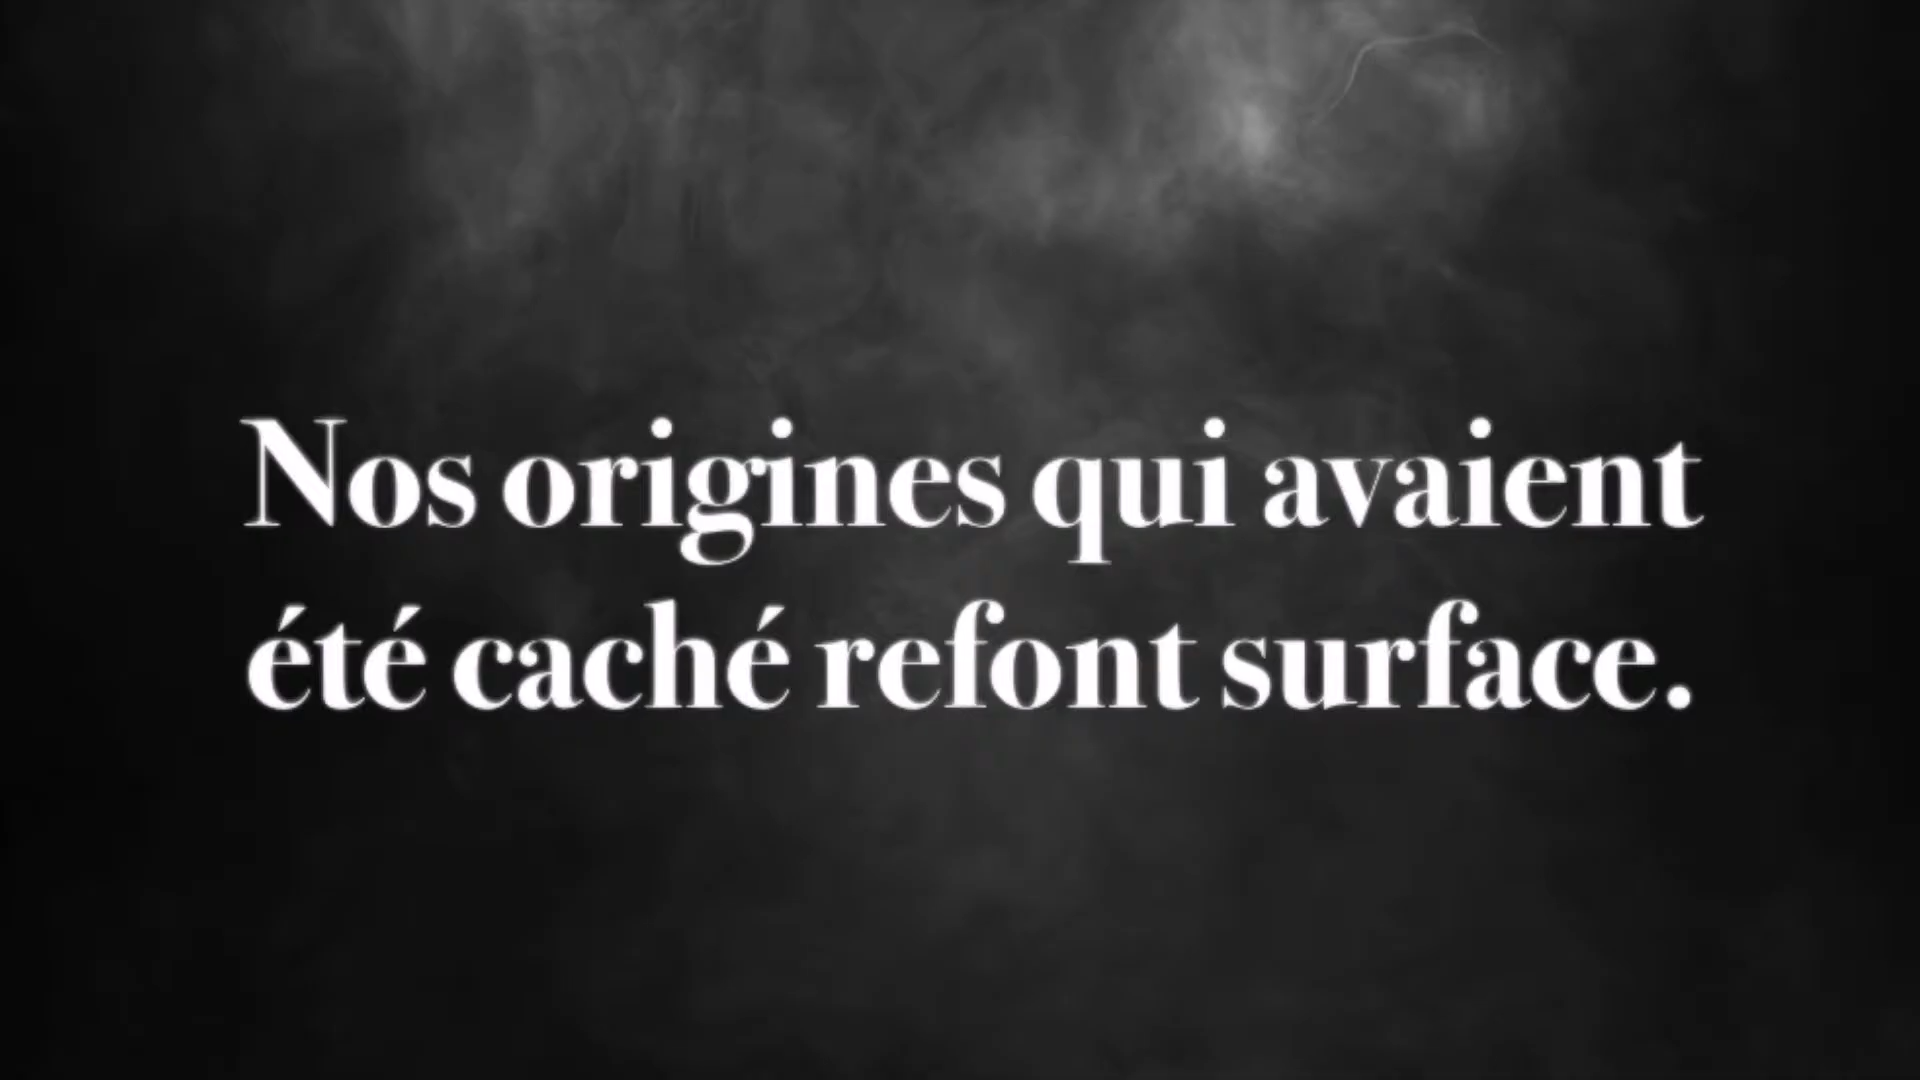 Nos origines qui avaient
été caché refont surface.